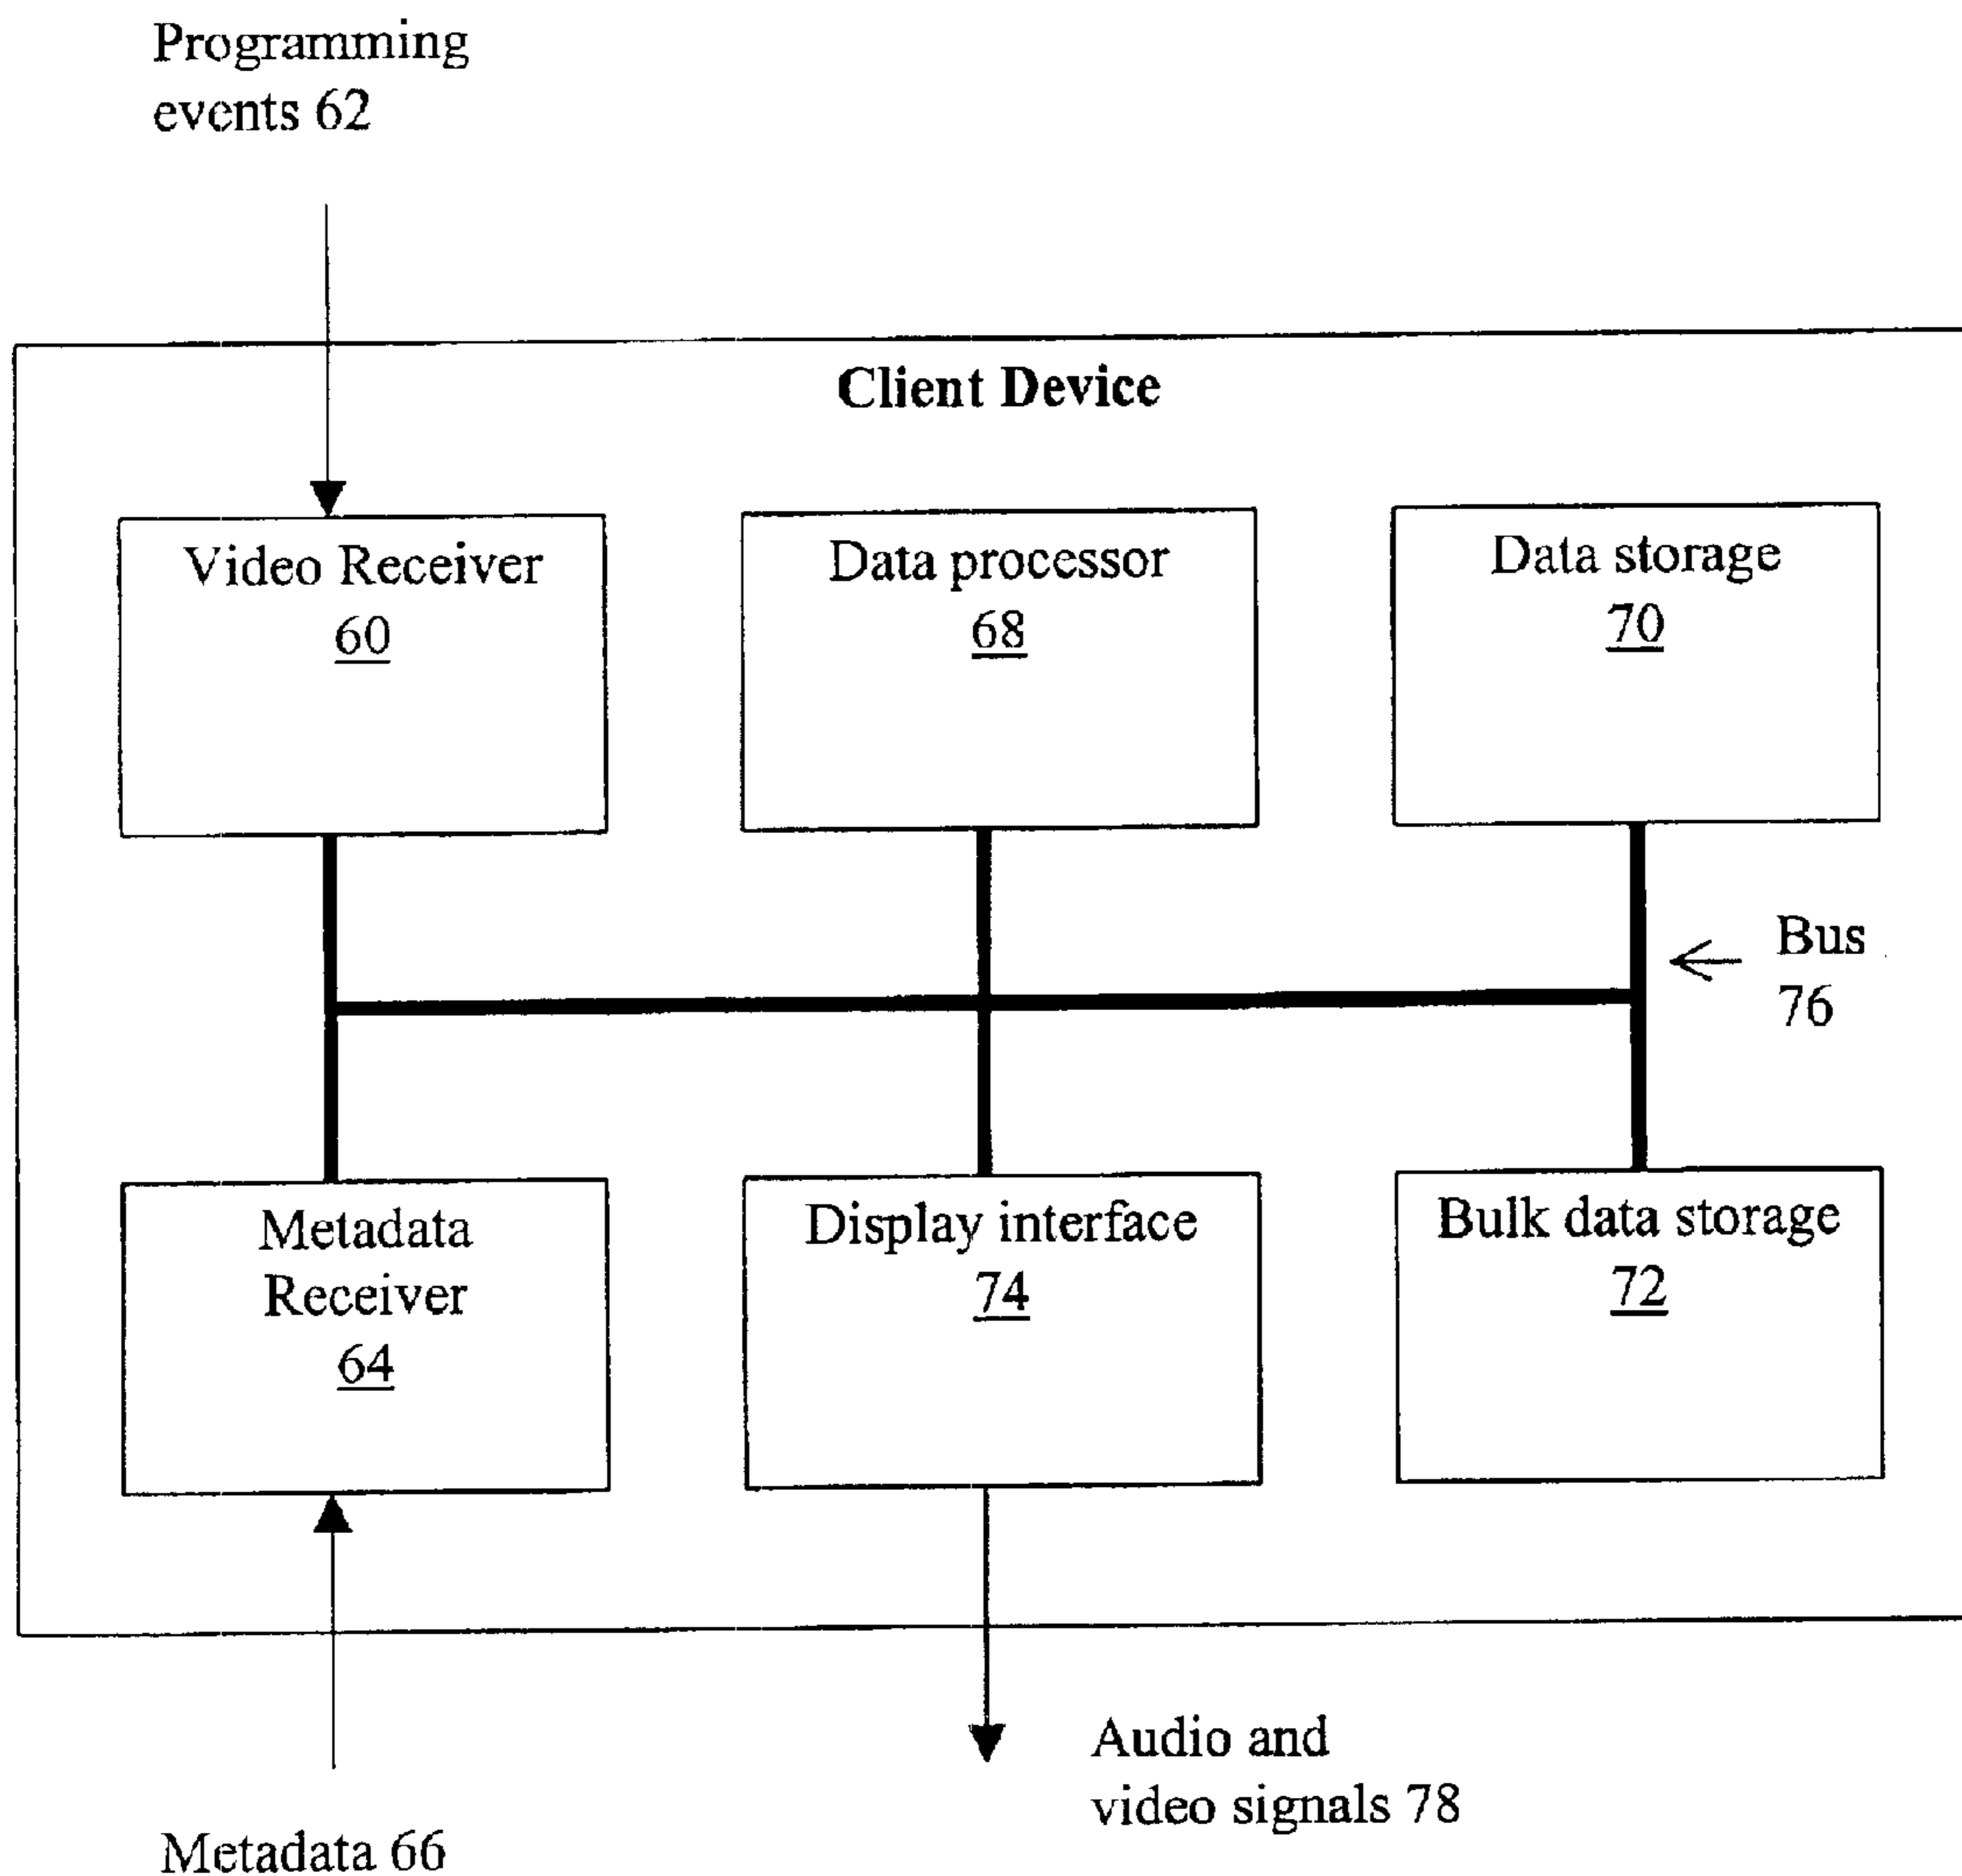 Programming
events 62
Client Device
Video Receiver
60
Data processor
68
Data storage
70
Bus
76
Metadata
Receiver
64
Display interface
74
Bulk data storage
72
Audio and
video signals 78
Metadata 66